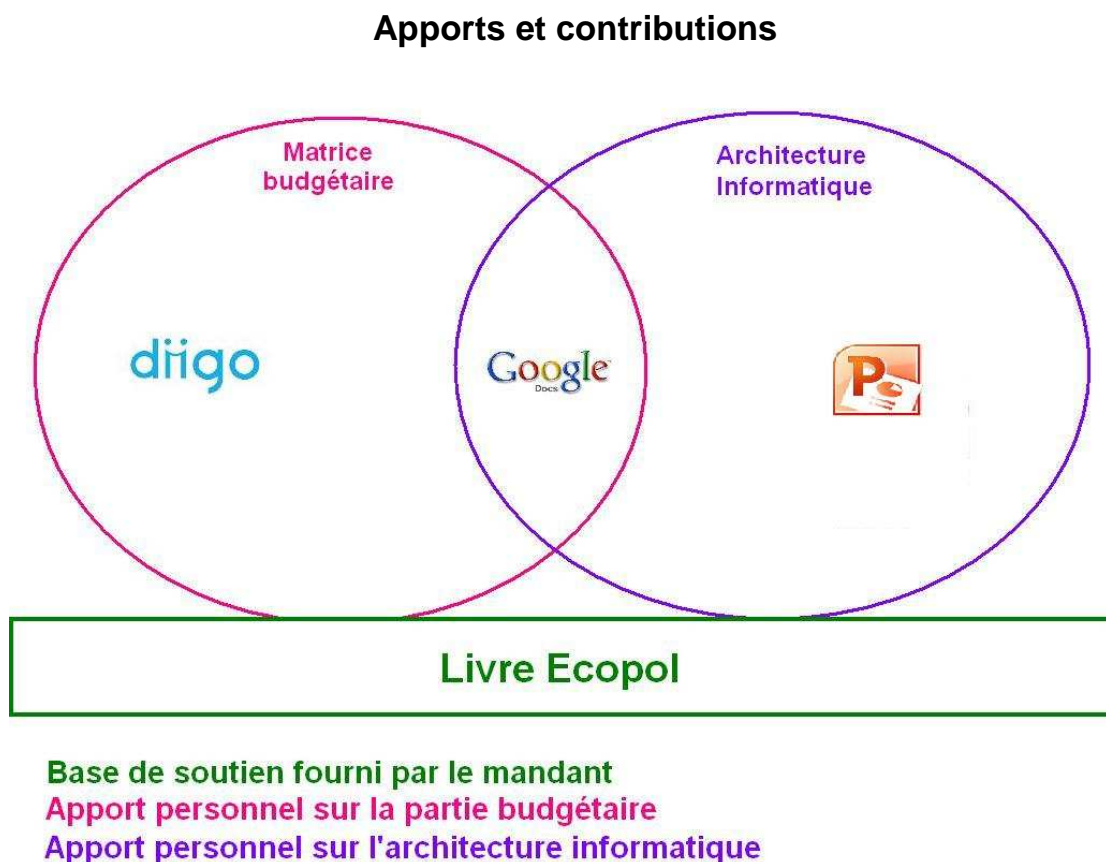 Apports et contributions
Matrice
budgétaire
Architecture
Informatique
diigo
Google
Docs
P
Livre Ecopol
Base de soutien fourni par le mandant
Apport personnel sur la partie budgétaire
Apport personnel sur l'architecture informatique